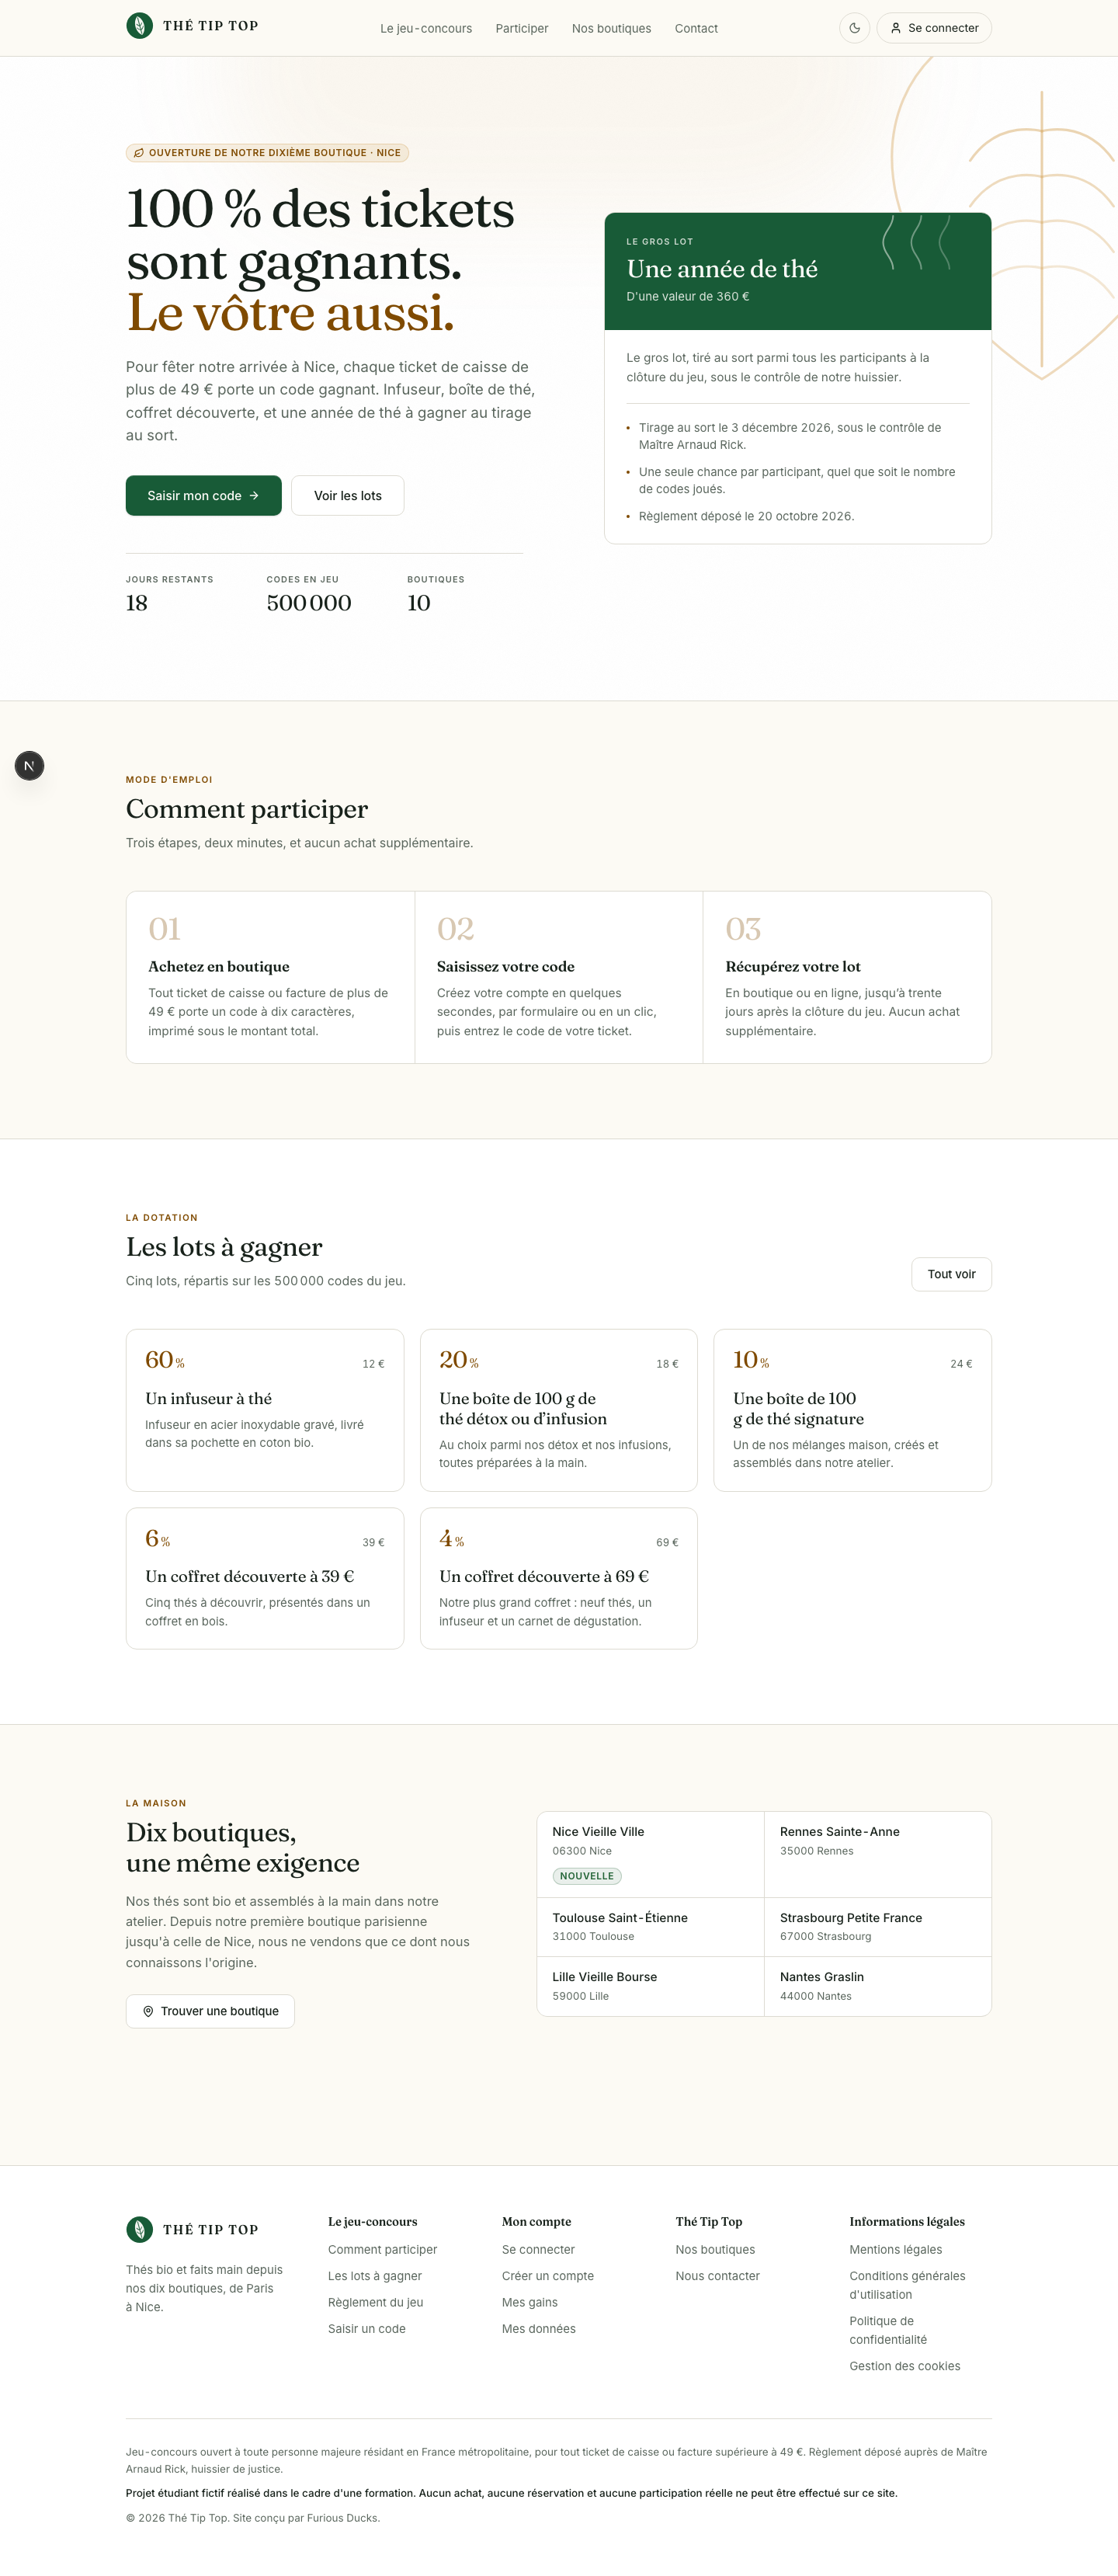 THÉ TIP TOP
Le jeu-concours
Participer
Nos boutiques
Contact
Se connecter
OUVERTURE DE NOTRE DIXIÈME BOUTIQUE · NICE
100 % des tickets
sont gagnants.
Le vôtre aussi.
Pour fêter notre arrivée à Nice, chaque ticket de caisse de
plus de 49 € porte un code gagnant. Infuseur, boîte de thé,
coffret découverte, et une année de thé à gagner au tirage
au sort.
Saisir mon code →
Voir les lots
JOURS RESTANTS
18
CODES EN JEU
500 000
BOUTIQUES
10
LE GROS LOT
Une année de thé
D'une valeur de 360 €
Le gros lot, tiré au sort parmi tous les participants à la
clôture du jeu, sous le contrôle de notre huissier.
Tirage au sort le 3 décembre 2026, sous le contrôle de
Maître Arnaud Rick.
Une seule chance par participant, quel que soit le nombre
de codes joués.
Règlement déposé le 20 octobre 2026.
N
MODE D'EMPLOI
Comment participer
Trois étapes, deux minutes, et aucun achat supplémentaire.
01
Achetez en boutique
Tout ticket de caisse ou facture de plus de
49 € porte un code à dix caractères,
imprimé sous le montant total.
02
Saisissez votre code
Créez votre compte en quelques
secondes, par formulaire ou en un clic,
puis entrez le code de votre ticket.
03
Récupérez votre lot
En boutique ou en ligne, jusqu’à trente
jours après la clôture du jeu. Aucun achat
supplémentaire.
LA DOTATION
Les lots à gagner
Cinq lots, répartis sur les 500 000 codes du jeu.
Tout voir
60 %
12 €
Un infuseur à thé
Infuseur en acier inoxydable gravé, livré
dans sa pochette en coton bio.
20 %
18 €
Une boîte de 100 g de
thé détox ou d’infusion
Au choix parmi nos détox et nos infusions,
toutes préparées à la main.
10 %
24 €
Une boîte de 100
g de thé signature
Un de nos mélanges maison, créés et
assemblés dans notre atelier.
6 %
39 €
Un coffret découverte à 39 €
Cinq thés à découvrir, présentés dans un
coffret en bois.
4 %
69 €
Un coffret découverte à 69 €
Notre plus grand coffret : neuf thés, un
infuseur et un carnet de dégustation.
LA MAISON
Dix boutiques,
une même exigence
Nos thés sont bio et assemblés à la main dans notre
atelier. Depuis notre première boutique parisienne
jusqu'à celle de Nice, nous ne vendons que ce dont nous
connaissons l'origine.
Trouver une boutique
Nice Vieille Ville
06300 Nice
NOUVELLE
Rennes Sainte-Anne
35000 Rennes
Toulouse Saint-Étienne
31000 Toulouse
Strasbourg Petite France
67000 Strasbourg
Lille Vieille Bourse
59000 Lille
Nantes Graslin
44000 Nantes
THÉ TIP TOP
Thés bio et faits main depuis
nos dix boutiques, de Paris
à Nice.
Le jeu-concours
Comment participer
Les lots à gagner
Règlement du jeu
Saisir un code
Mon compte
Se connecter
Créer un compte
Mes gains
Mes données
Thé Tip Top
Nos boutiques
Nous contacter
Informations légales
Mentions légales
Conditions générales
d'utilisation
Politique de
confidentialité
Gestion des cookies
Jeu-concours ouvert à toute personne majeure résidant en France métropolitaine, pour tout ticket de caisse ou facture supérieure à 49 €. Règlement déposé auprès de Maître
Arnaud Rick, huissier de justice.
Projet étudiant fictif réalisé dans le cadre d'une formation. Aucun achat, aucune réservation et aucune participation réelle ne peut être effectué sur ce site.
© 2026 Thé Tip Top. Site conçu par Furious Ducks.